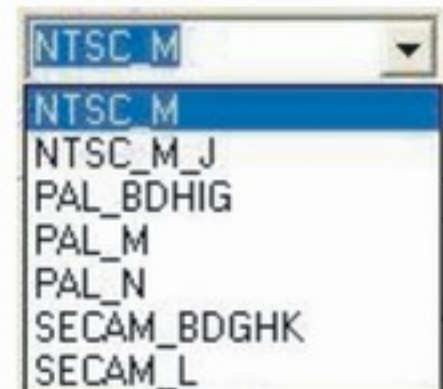 NTSC_M
NTSC_M
NTSC_M_J
PAL_BDHIG
PAL_M
PAL_N
SECAM_BDGHK
SECAM_L